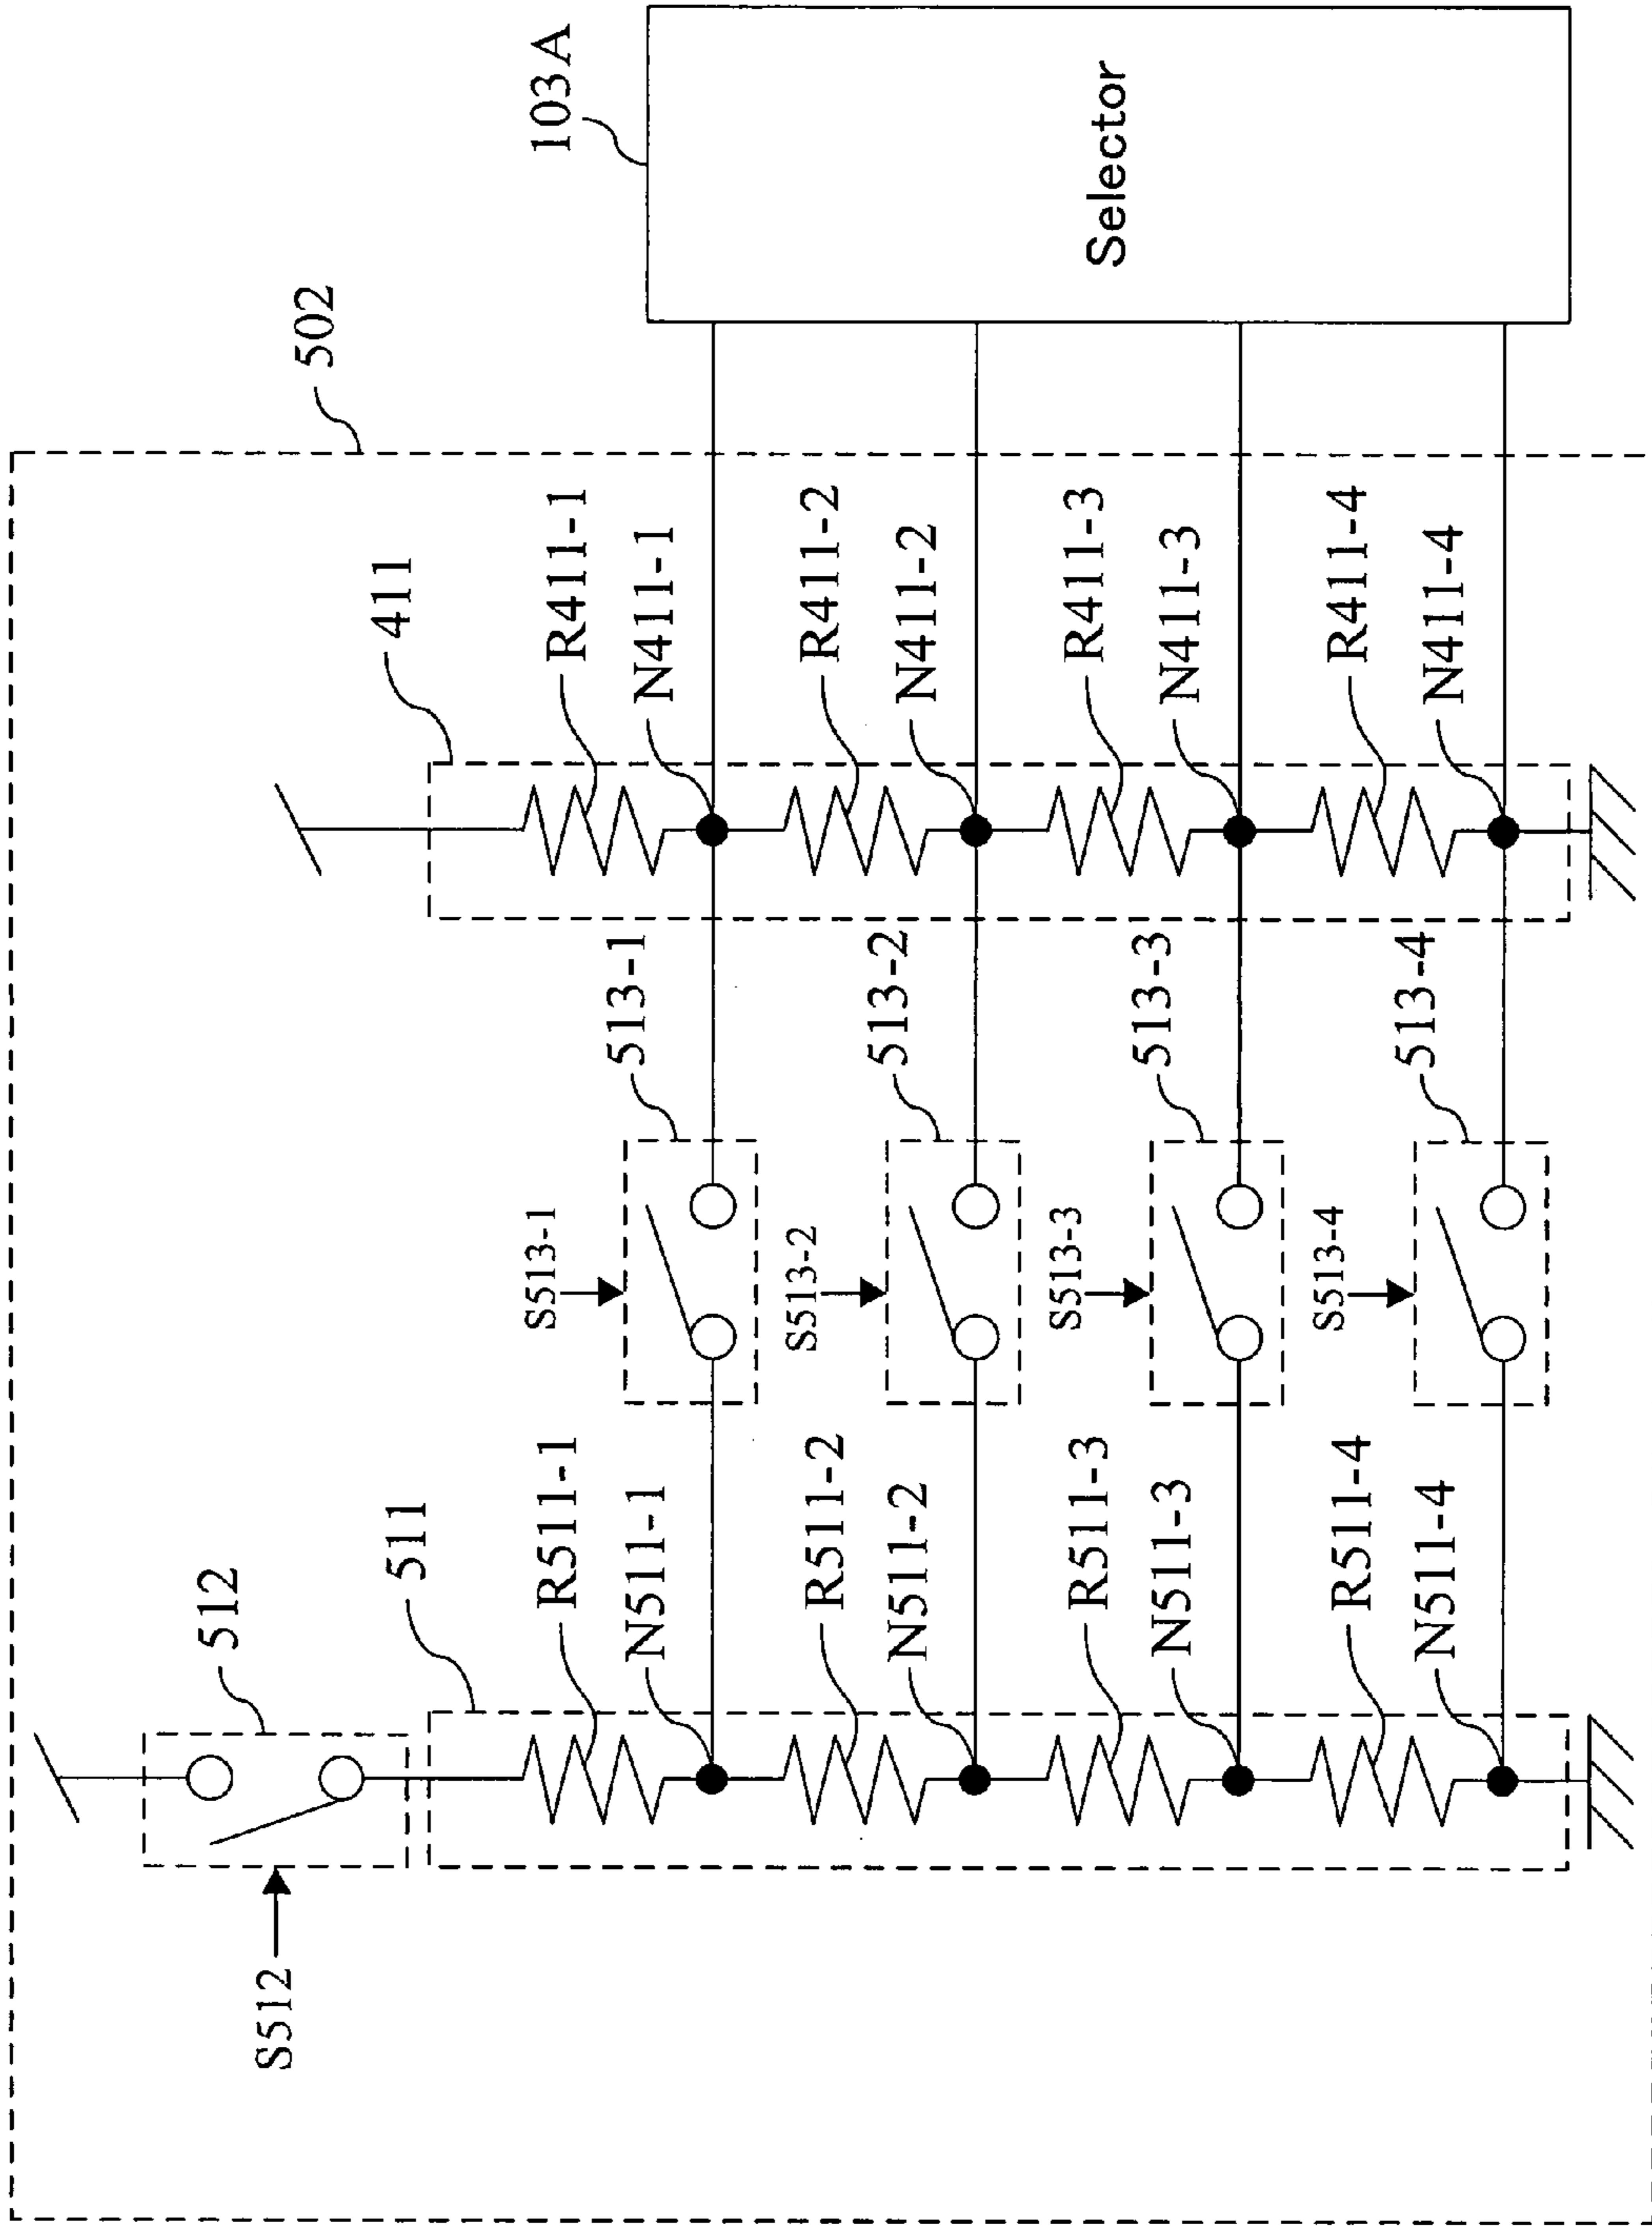 103A
Selector
502
411
R411-1
N411-1
R411-2
N411-2
R411-3
N411-3
R411-4
N411-4
513-1
513-2
513-3
513-4
S513-1
S513-2
S513-3
S513-4
512
511
R511-1
N511-1
R511-2
N511-2
R511-3
N511-3
R511-4
N511-4
S512